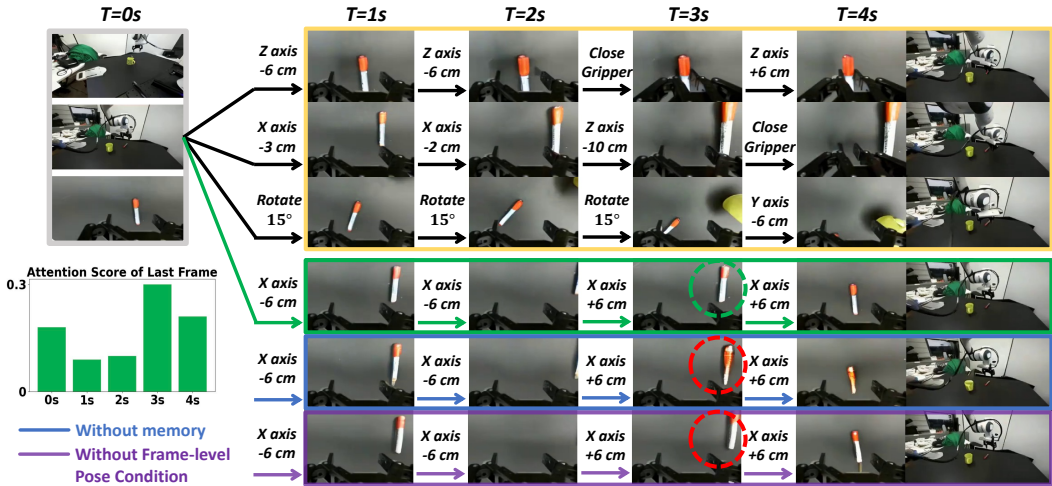 T=0s T=1s T=2s T=3s T=4s
Z axis
-6 cm
Z axis
-6 cm
Close
Gripper
Z axis
+6 cm
X axis
-3 cm
X axis
-2 cm
Z axis
-10 cm
Close
Gripper
Rotate
15°
Rotate
15°
Rotate
15°
Y axis
-6 cm
X axis
-6 cm
X axis
-6 cm
X axis
+6 cm
X axis
+6 cm
X axis
-6 cm
X axis
-6 cm
X axis
+6 cm
X axis
+6 cm
X axis
-6 cm
X axis
-6 cm
X axis
+6 cm
X axis
+6 cm
Attention Score of Last Frame
0.3
0
0s 1s 2s 3s 4s
Without memory
Without Frame-level
Pose Condition